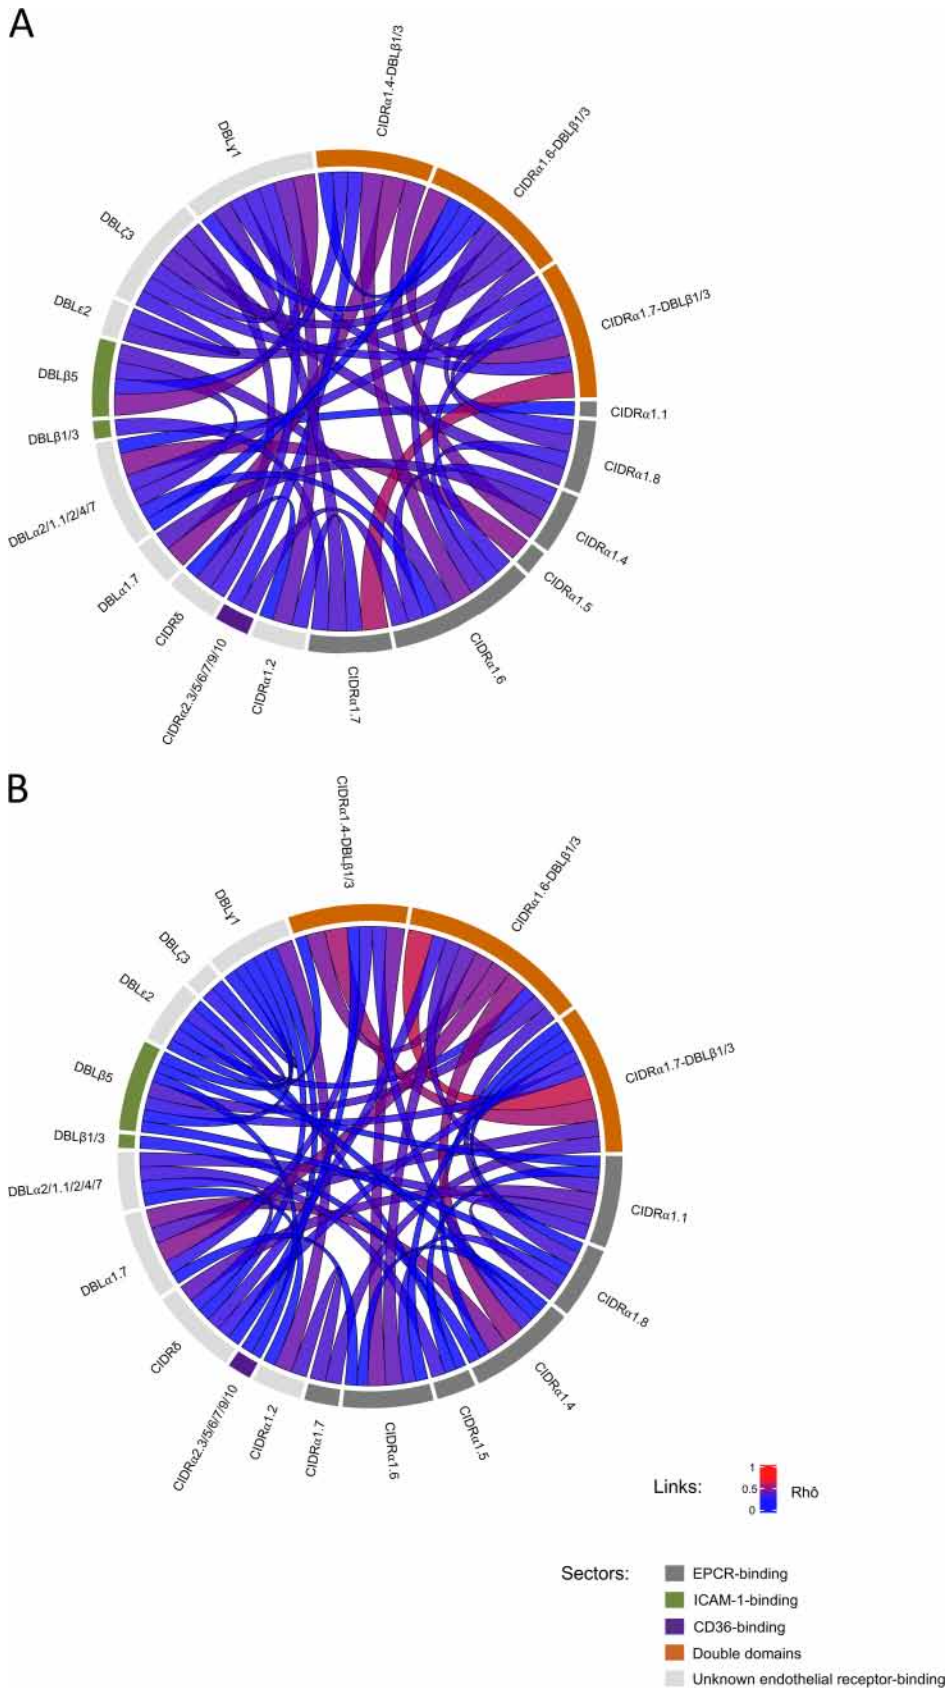 A
CIDRα1.4-DBLβ1/3
CIDRα1.6-DBLβ1/3
CIDRα1.7-DBLβ1/3
CIDRα1.1
CIDRα1.8
CIDRα1.4
CIDRα1.5
CIDRα1.6
CIDRα1.7
CIDRα1.2
CIDRα2.3/5/6/7/9/10
CIDRδ
DBLα1.7
DBLα2/1.1/2/4/7
DBLβ1/3
DBLβ5
DBLε2
DBLζ3
DBLγ1
B
CIDRα1.4-DBLβ1/3
CIDRα1.6-DBLβ1/3
CIDRα1.7-DBLβ1/3
CIDRα1.1
CIDRα1.8
CIDRα1.4
CIDRα1.5
CIDRα1.6
CIDRα1.7
CIDRα1.2
CIDRα2.3/5/6/7/9/10
CIDRδ
DBLα1.7
DBLα2/1.1/2/4/7
DBLβ1/3
DBLβ5
DBLε2
DBLζ3
DBLγ1
Links:
1
0.5
0
Rhô
Sectors:
EPCR-binding
ICAM-1-binding
CD36-binding
Double domains
Unknown endothelial receptor-binding